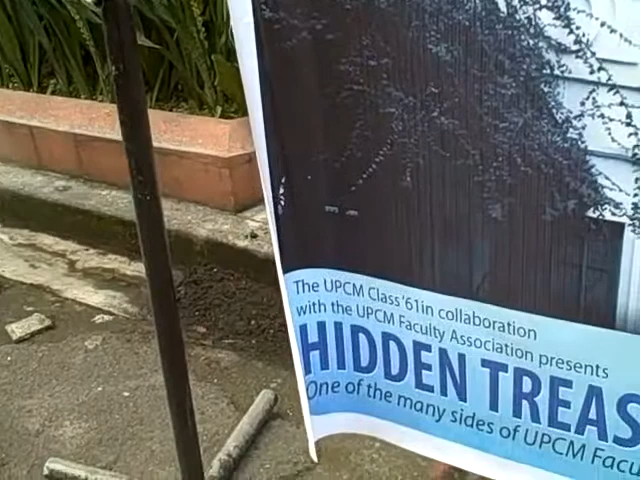 The UPCM Class'61in collaboration
with the UPCM Faculty Association presents
HIDDEN TREAS
One of the many sides of UPCM Facu